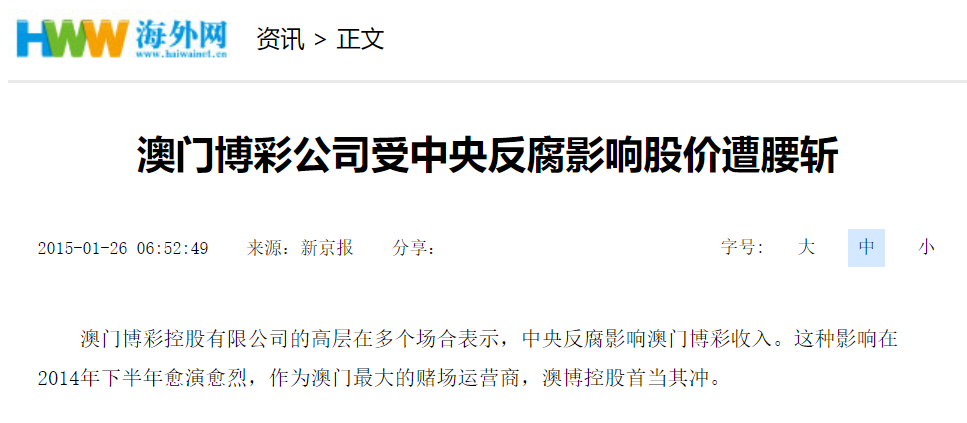 HWW 海外网 资讯 > 正文
www.haiwainet.cn
澳门博彩公司受中央反腐影响股价遭腰斩
2015-01-26 06:52:49 来源：新京报 分享： 字号： 大 中 小
澳门博彩控股有限公司的高层在多个场合表示，中央反腐影响澳门博彩收入。这种影响在
2014年下半年愈演愈烈，作为澳门最大的赌场运营商，澳博控股首当其冲。